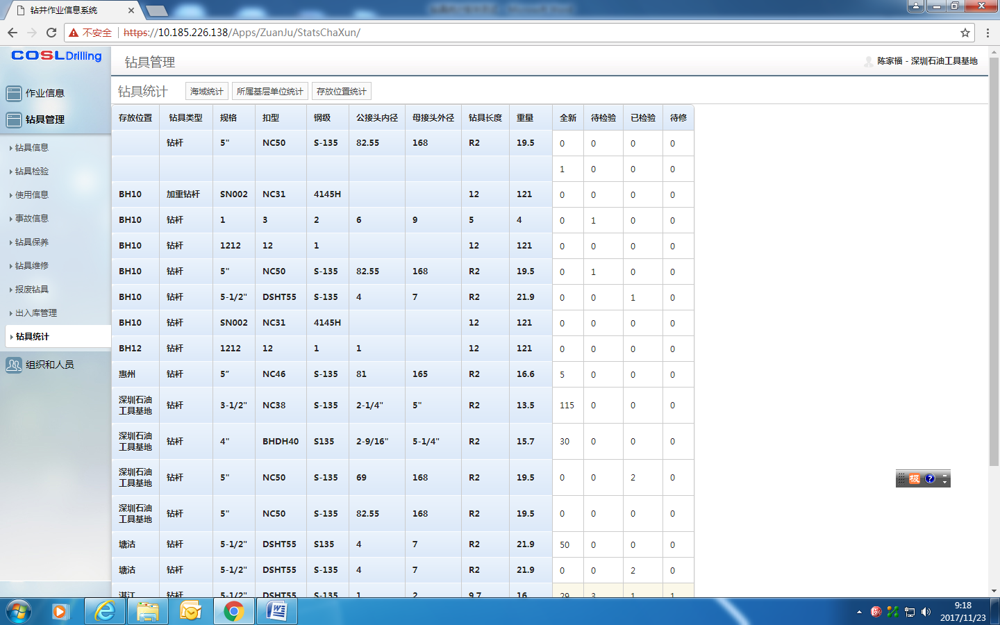 钻井作业信息系统
不安全 https://10.185.226.138/Apps/ZuanJu/StatsChaXun/
COSL Drilling
钻具管理
陈家福 - 深圳石油工具基地
作业信息
钻具管理
钻具信息
钻具检验
使用信息
事故信息
钻具保养
钻具维修
报废钻具
出入库管理
钻具统计
组织和人员
钻具统计 海域统计 所属基层单位统计 存放位置统计
存放位置 钻具类型 规格 扣型 钢级 公接头内径 母接头外径 钻具长度 重量 全新 待检验 已检验 待修
钻杆 5" NC50 S-135 82.55 168 R2 19.5 0 0 0 0
1 0 0 0
BH10 加重钻杆 SN002 NC31 4145H 12 121 0 0 0 0
BH10 钻杆 1 3 2 6 9 5 4 0 1 0 0
BH10 钻杆 1212 12 1 12 121 0 0 0 0
BH10 钻杆 5" NC50 S-135 82.55 168 R2 19.5 0 1 0 0
BH10 钻杆 5-1/2" DSHT55 S-135 4 7 R2 21.9 0 0 1 0
BH10 钻杆 SN002 NC31 4145H 12 121 0 0 0 0
BH12 钻杆 1212 12 1 1 12 121 0 0 0 0
惠州 钻杆 5” NC46 S-135 81 165 R2 16.6 5 0 0 0
深圳石油
工具基地 钻杆 3-1/2" NC38 S-135 2-1/4" 5" R2 13.5 115 0 0 0
深圳石油
工具基地 钻杆 4" BHDH40 S135 2-9/16" 5-1/4" R2 15.7 30 0 0 0
深圳石油
工具基地 钻杆 5" NC50 S-135 69 168 R2 19.5 0 0 2 0
深圳石油
工具基地 钻杆 5" NC50 S-135 82.55 168 R2 19.5 0 0 0 0
塘沽 钻杆 5-1/2" DSHT55 S135 4 7 R2 21.9 50 0 0 0
塘沽 钻杆 5-1/2" DSHT55 S-135 4 7 R2 21.9 0 0 2 0
湛江 钻杆 5-1/2" DSHT55 S-135 1 2 9.7 16 29 3 1 1
极
9:18
2017/11/23